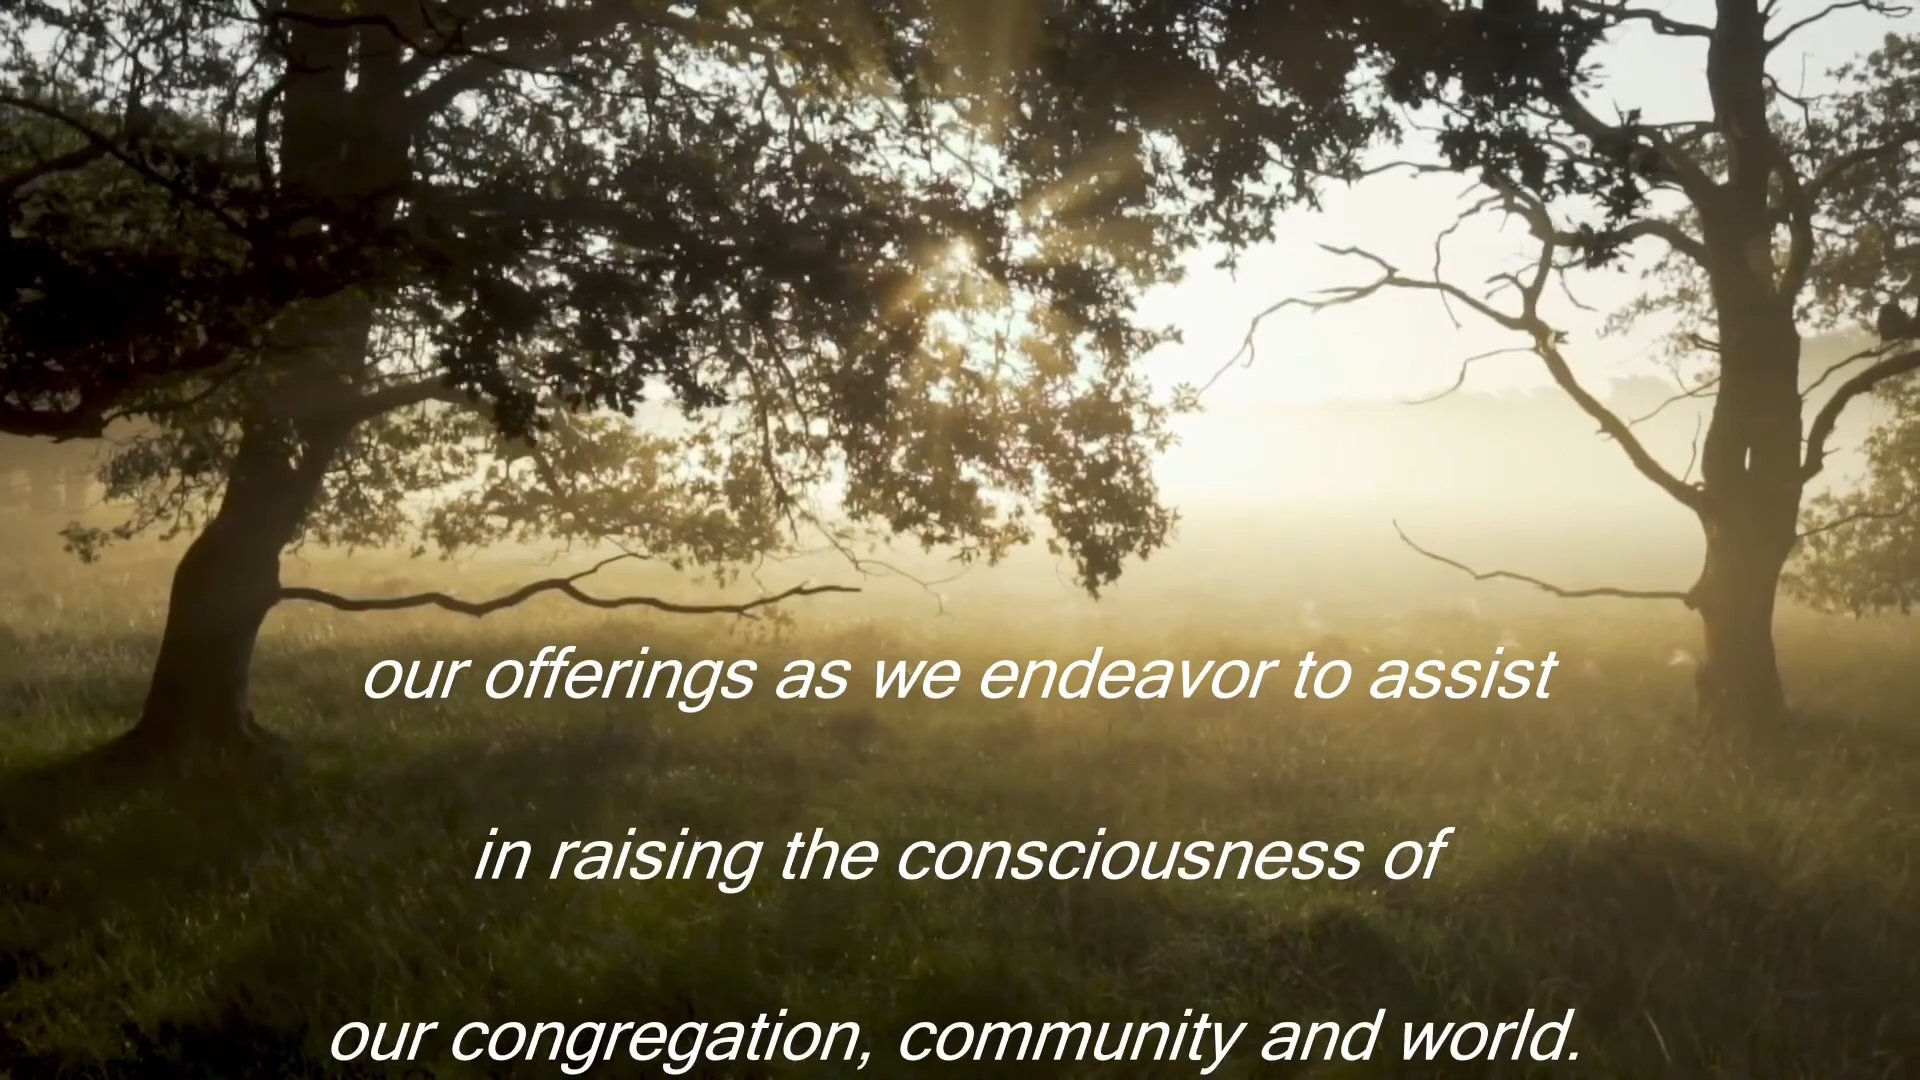 our offerings as we endeavor to assist
in raising the consciousness of
our congregation, community and world.